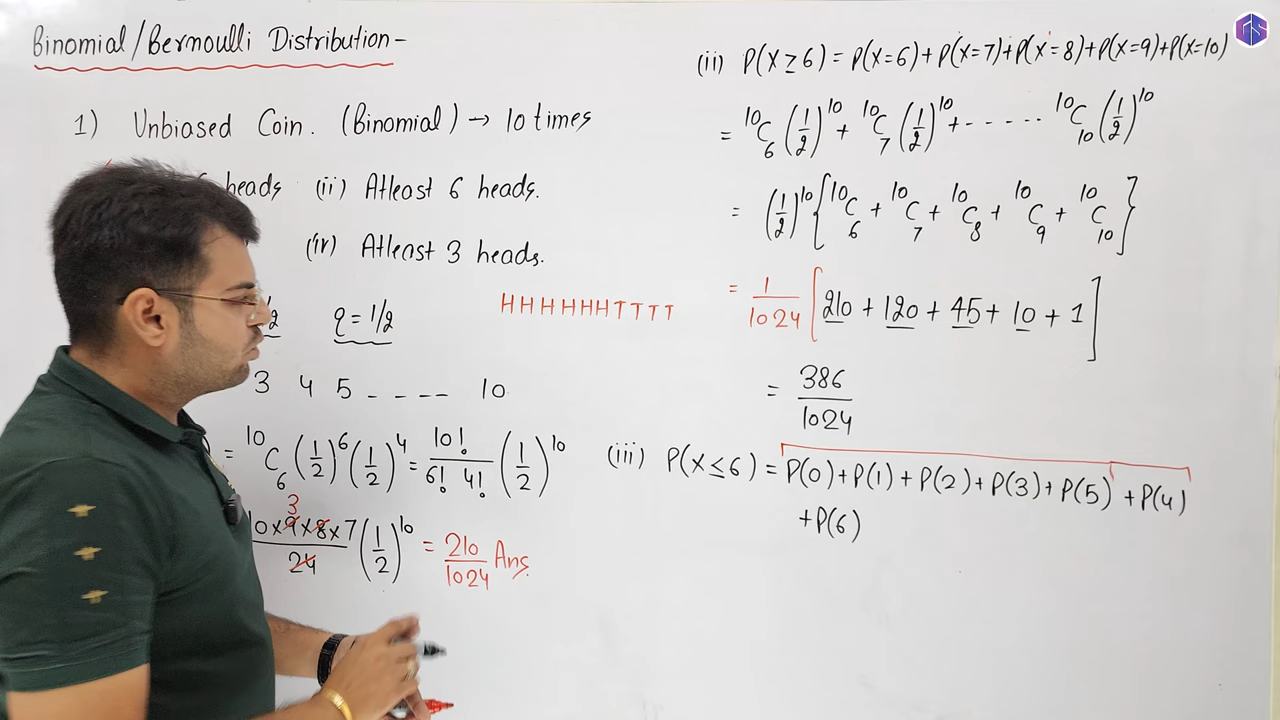 Binomial/Bernoulli Distribution-
1) Unbiased Coin. (Binomial) → 10 times
6 heads (ii) Atleast 6 heads.
(iv) Atleast 3 heads.
1/2 q = 1/2
HHHHHHTTTT
3 4 5 - - - - 10
= ¹⁰C₆ (1/2)⁶ (1/2)⁴ = 10!/(6! 4!) (1/2)¹⁰
3
10×9×8×7/24 (1/2)¹⁰ = 210/1024 Ans.
(ii) P(X≥6) = P(X=6)+P(X=7)+P(X=8)+P(X=9)+P(X=10)
= ¹⁰C₆ (1/2)¹⁰ + ¹⁰C₇ (1/2)¹⁰ + - - - - - ¹⁰C₁₀ (1/2)¹⁰
= (1/2)¹⁰ {¹⁰C₆ + ¹⁰C₇ + ¹⁰C₈ + ¹⁰C₉ + ¹⁰C₁₀}
= 1/1024 [210 + 120 + 45 + 10 + 1]
= 386/1024
(iii) P(X≤6) = P(0)+P(1)+P(2)+P(3)+P(5)+P(4)
+P(6)